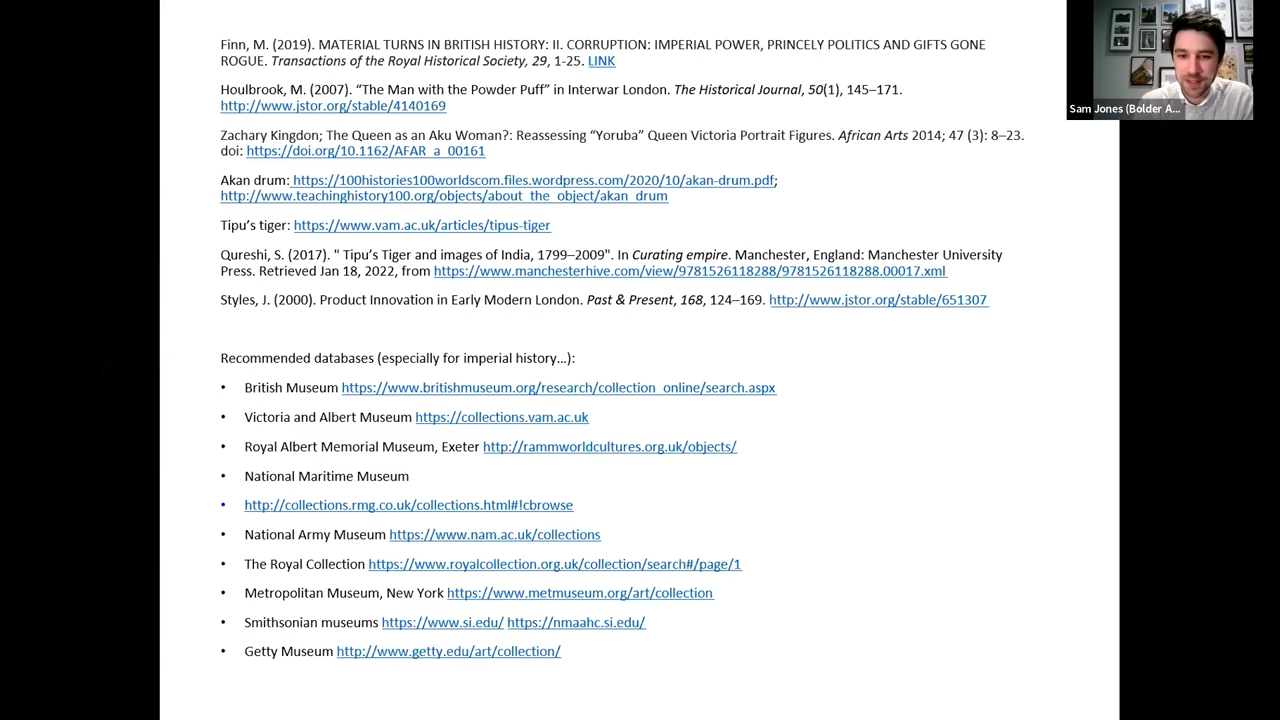 Finn, M. (2019). MATERIAL TURNS IN BRITISH HISTORY: II. CORRUPTION: IMPERIAL POWER, PRINCELY POLITICS AND GIFTS GONE
ROGUE. Transactions of the Royal Historical Society, 29, 1-25. LINK
Houlbrook, M. (2007). “The Man with the Powder Puff” in Interwar London. The Historical Journal, 50(1), 145–171.
http://www.jstor.org/stable/4140169
Zachary Kingdon; The Queen as an Aku Woman?: Reassessing “Yoruba” Queen Victoria Portrait Figures. African Arts 2014; 47 (3): 8–23.
doi: https://doi.org/10.1162/AFAR_a_00161
Akan drum: https://100histories100worldscom.files.wordpress.com/2020/10/akan-drum.pdf;
http://www.teachinghistory100.org/objects/about_the_object/akan_drum
Tipu’s tiger: https://www.vam.ac.uk/articles/tipus-tiger
Qureshi, S. (2017). " Tipu’s Tiger and images of India, 1799–2009". In Curating empire. Manchester, England: Manchester University
Press. Retrieved Jan 18, 2022, from https://www.manchesterhive.com/view/9781526118288/9781526118288.00017.xml
Styles, J. (2000). Product Innovation in Early Modern London. Past & Present, 168, 124–169. http://www.jstor.org/stable/651307
Recommended databases (especially for imperial history…):
• British Museum https://www.britishmuseum.org/research/collection_online/search.aspx
• Victoria and Albert Museum https://collections.vam.ac.uk
• Royal Albert Memorial Museum, Exeter http://rammworldcultures.org.uk/objects/
• National Maritime Museum
• http://collections.rmg.co.uk/collections.html#!cbrowse
• National Army Museum https://www.nam.ac.uk/collections
• The Royal Collection https://www.royalcollection.org.uk/collection/search#/page/1
• Metropolitan Museum, New York https://www.metmuseum.org/art/collection
• Smithsonian museums https://www.si.edu/ https://nmaahc.si.edu/
• Getty Museum http://www.getty.edu/art/collection/
Sam Jones (Bolder A...